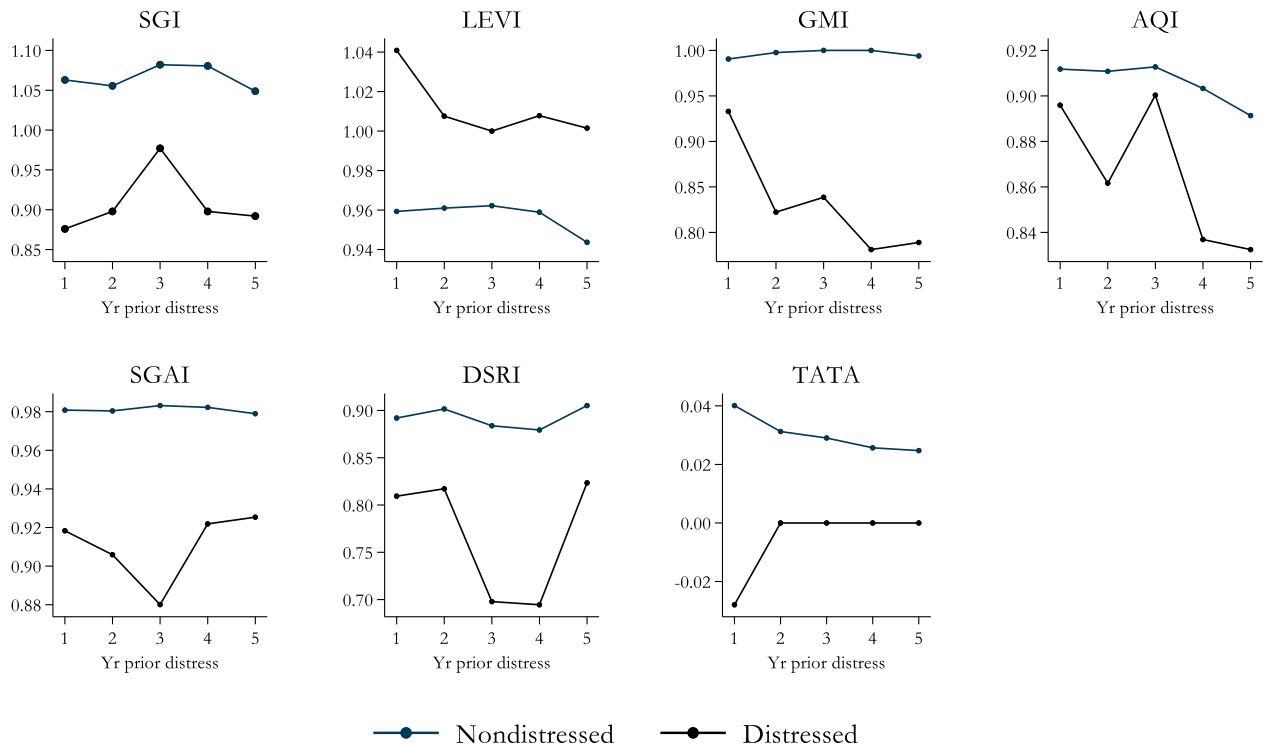 SGI
1.10
1.05
1.00
0.95
0.90
0.85
1 2 3 4 5
Yr prior distress
LEVI
1.04
1.02
1.00
0.98
0.96
0.94
1 2 3 4 5
Yr prior distress
GMI
1.00
0.95
0.90
0.85
0.80
1 2 3 4 5
Yr prior distress
AQI
0.92
0.90
0.88
0.86
0.84
1 2 3 4 5
Yr prior distress
SGAI
0.98
0.96
0.94
0.92
0.90
0.88
1 2 3 4 5
Yr prior distress
DSRI
0.90
0.85
0.80
0.75
0.70
1 2 3 4 5
Yr prior distress
TATA
0.04
0.02
0.00
-0.02
1 2 3 4 5
Yr prior distress
Nondistressed Distressed